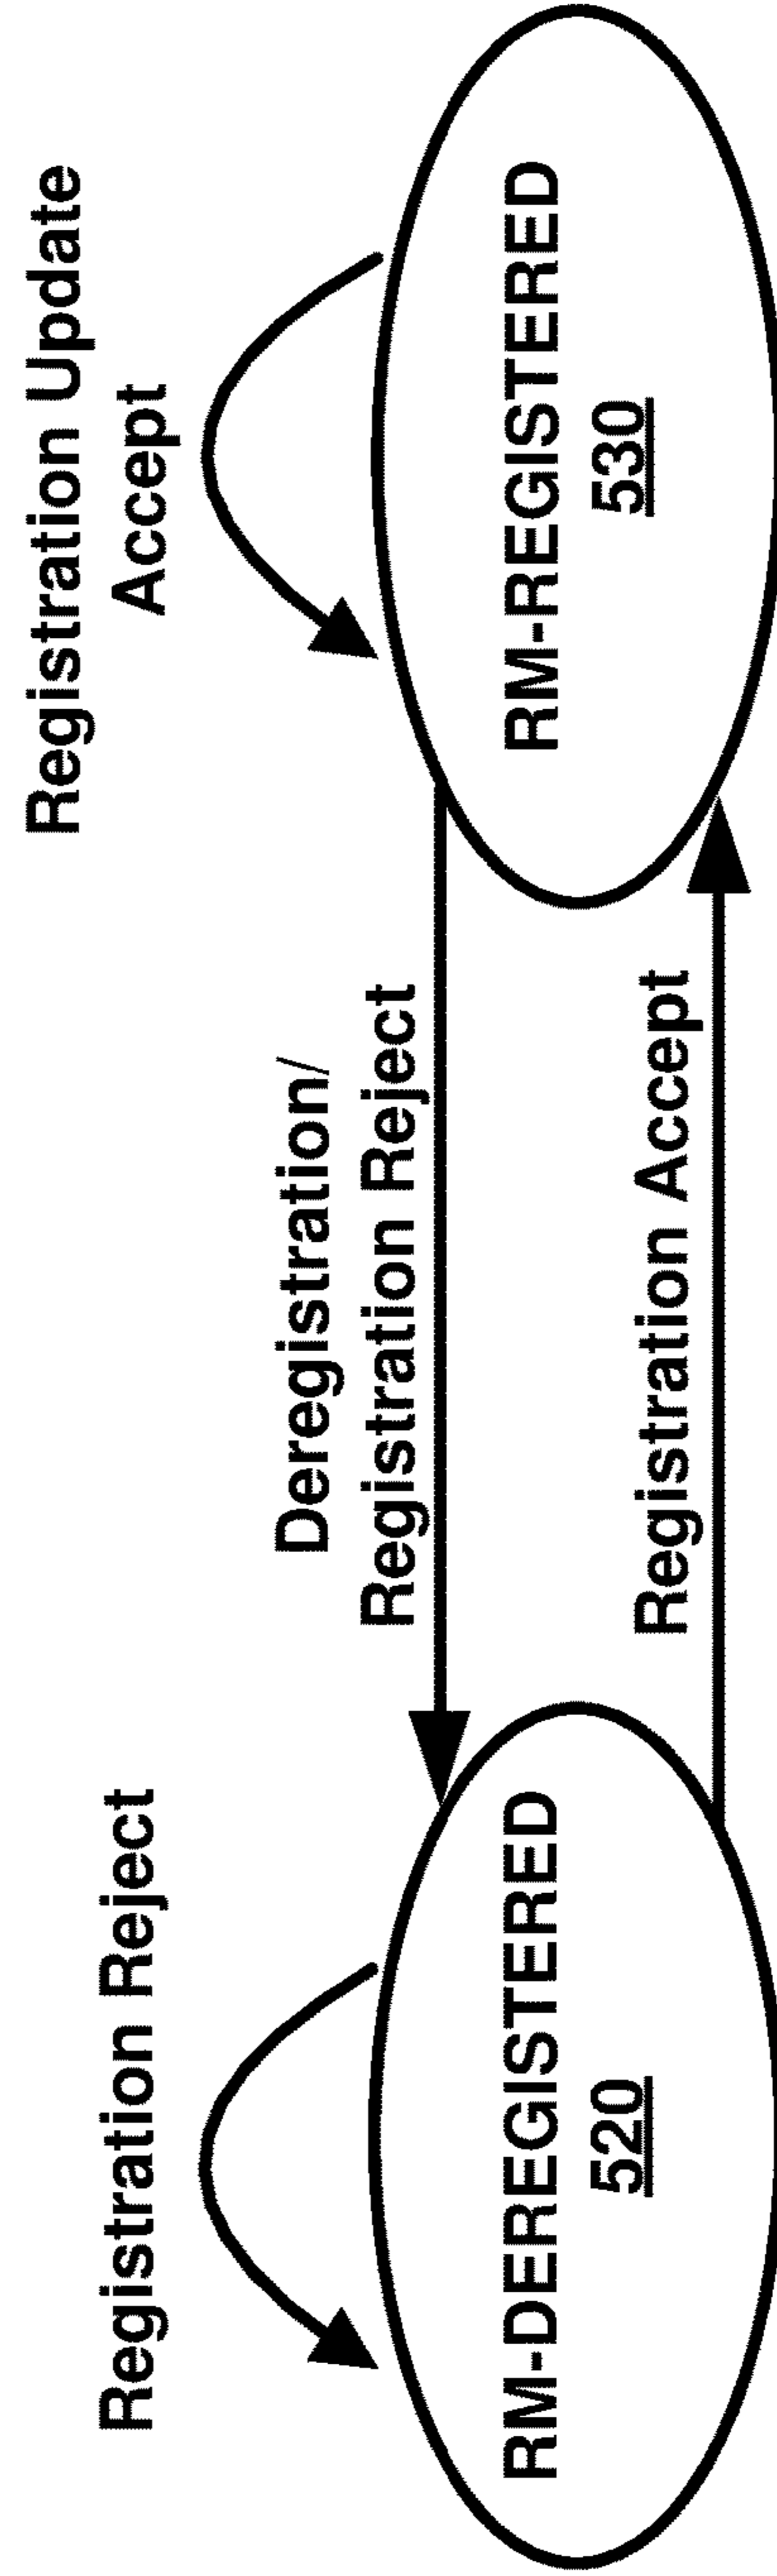 Registration Reject
Registration Update
Accept
Deregistration/
Registration Reject
RM-DEREGISTERED
520
RM-REGISTERED
530
Registration Accept